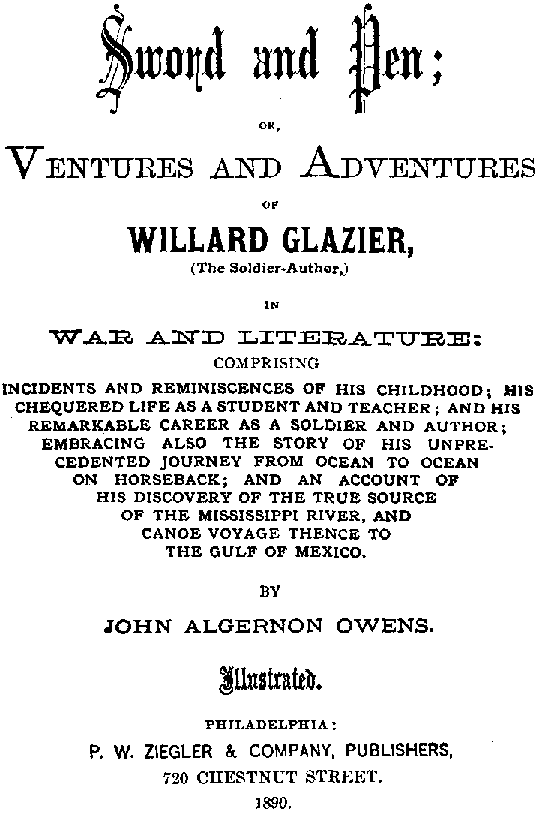 Sword and Pen;
OR,
VENTURES AND ADVENTURES
OF
WILLARD GLAZIER,
(The Soldier-Author,)
IN
WAR AND LITERATURE:
COMPRISING
INCIDENTS AND REMINISCENCES OF HIS CHILDHOOD; HIS
CHEQUERED LIFE AS A STUDENT AND TEACHER; AND HIS
REMARKABLE CAREER AS A SOLDIER AND AUTHOR;
EMBRACING ALSO THE STORY OF HIS UNPRE-
CEDENTED JOURNEY FROM OCEAN TO OCEAN
ON HORSEBACK; AND AN ACCOUNT OF
HIS DISCOVERY OF THE TRUE SOURCE
OF THE MISSISSIPPI RIVER, AND
CANOE VOYAGE THENCE TO
THE GULF OF MEXICO.
BY
JOHN ALGERNON OWENS.
Illustrated.
PHILADELPHIA:
P. W. ZIEGLER & COMPANY, PUBLISHERS,
720 CHESTNUT STREET.
1890.